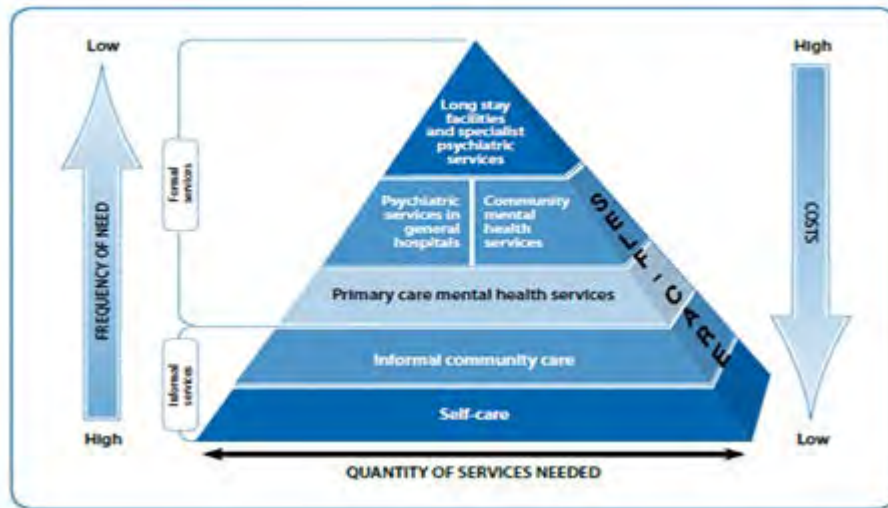 Low
High
Long stay
facilities
and specialist
psychiatric
services
Formal
services
Psychiatric
services in
general
hospitals
Community
mental
health
services
SELF-CARE
FREQUENCY OF NEED
COSTS
Primary care mental health services
Informal
services
Informal community care
Self-care
High
Low
QUANTITY OF SERVICES NEEDED